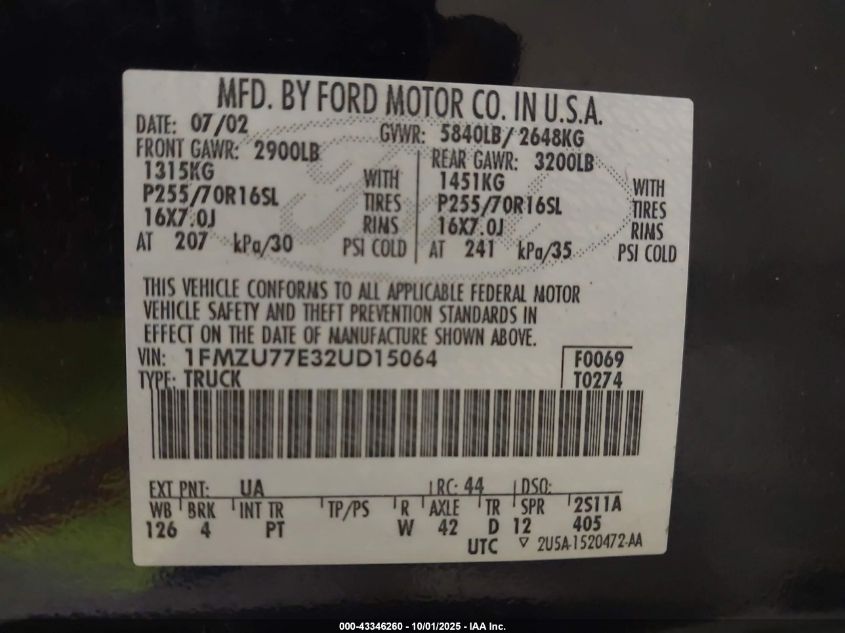 MFD. BY FORD MOTOR CO. IN U.S.A.
DATE: 07/02 GVWR: 5840LB/2648KG
FRONT GAWR: 2900LB REAR GAWR: 3200LB
1315KG WITH 1451KG WITH
P255/70R16SL TIRES P255/70R16SL TIRES
16X7.0J RIMS 16X7.0J RIMS
AT 207 kPa/30 PSI COLD AT 241 kPa/35 PSI COLD
THIS VEHICLE CONFORMS TO ALL APPLICABLE FEDERAL MOTOR
VEHICLE SAFETY AND THEFT PREVENTION STANDARDS IN
EFFECT ON THE DATE OF MANUFACTURE SHOWN ABOVE.
VIN: 1FMZU77E32UD15064 F0069
TYPE: TRUCK T0274
EXT PNT: UA RC: 44 DSO:
WB BRK INT TR TP/PS R AXLE TR SPR 2S11A
126 4 PT W 42 D 12 405
UTC ▽ 2U5A-1520472-AA
000-43346260 - 10/01/2025 - IAA Inc.